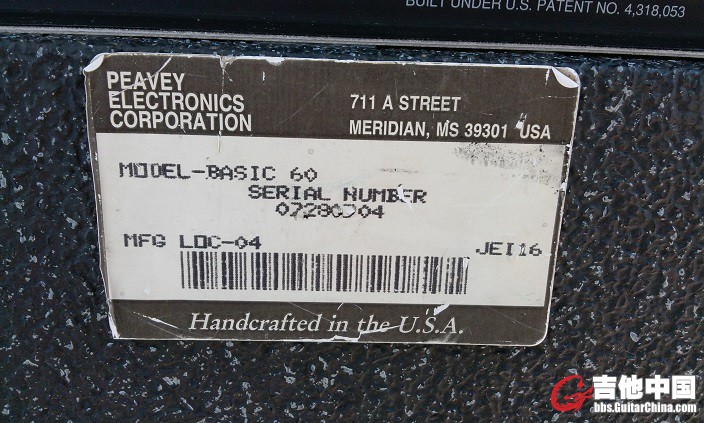 BUILT UNDER U.S. PATENT NO. 4,318,053
PEAVEY
ELECTRONICS
CORPORATION
711 A STREET
MERIDIAN, MS 39301 USA
MODEL-BASIC 60
SERIAL NUMBER
MFG LOC-04
JEI16
Handcrafted in the U.S.A.
吉他中国
bbs.GuitarChina.com